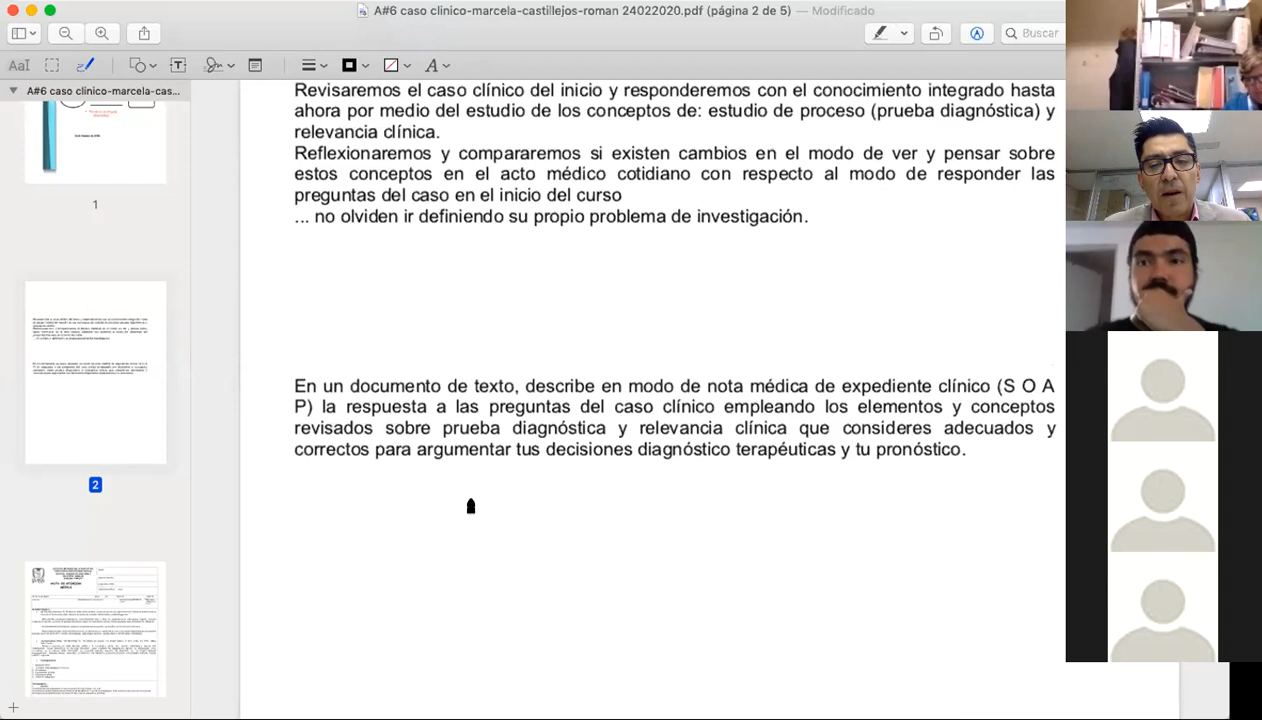 A#6 caso clinico-marcela-castillejos-roman 24022020.pdf (página 2 de 5) — Modificado
Buscar
A#6 caso clinico-marcela-cas...
Revisaremos el caso clínico del inicio y responderemos con el conocimiento integrado hasta
ahora por medio del estudio de los conceptos de: estudio de proceso (prueba diagnóstica) y
relevancia clínica.
Reflexionaremos y compararemos si existen cambios en el modo de ver y pensar sobre
estos conceptos en el acto médico cotidiano con respecto al modo de responder las
preguntas del caso en el inicio del curso
... no olviden ir definiendo su propio problema de investigación.
En un documento de texto, describe en modo de nota médica de expediente clínico (S O A
P) la respuesta a las preguntas del caso clínico empleando los elementos y conceptos
revisados sobre prueba diagnóstica y relevancia clínica que consideres adecuados y
correctos para argumentar tus decisiones diagnóstico terapéuticas y tu pronóstico.
1
2